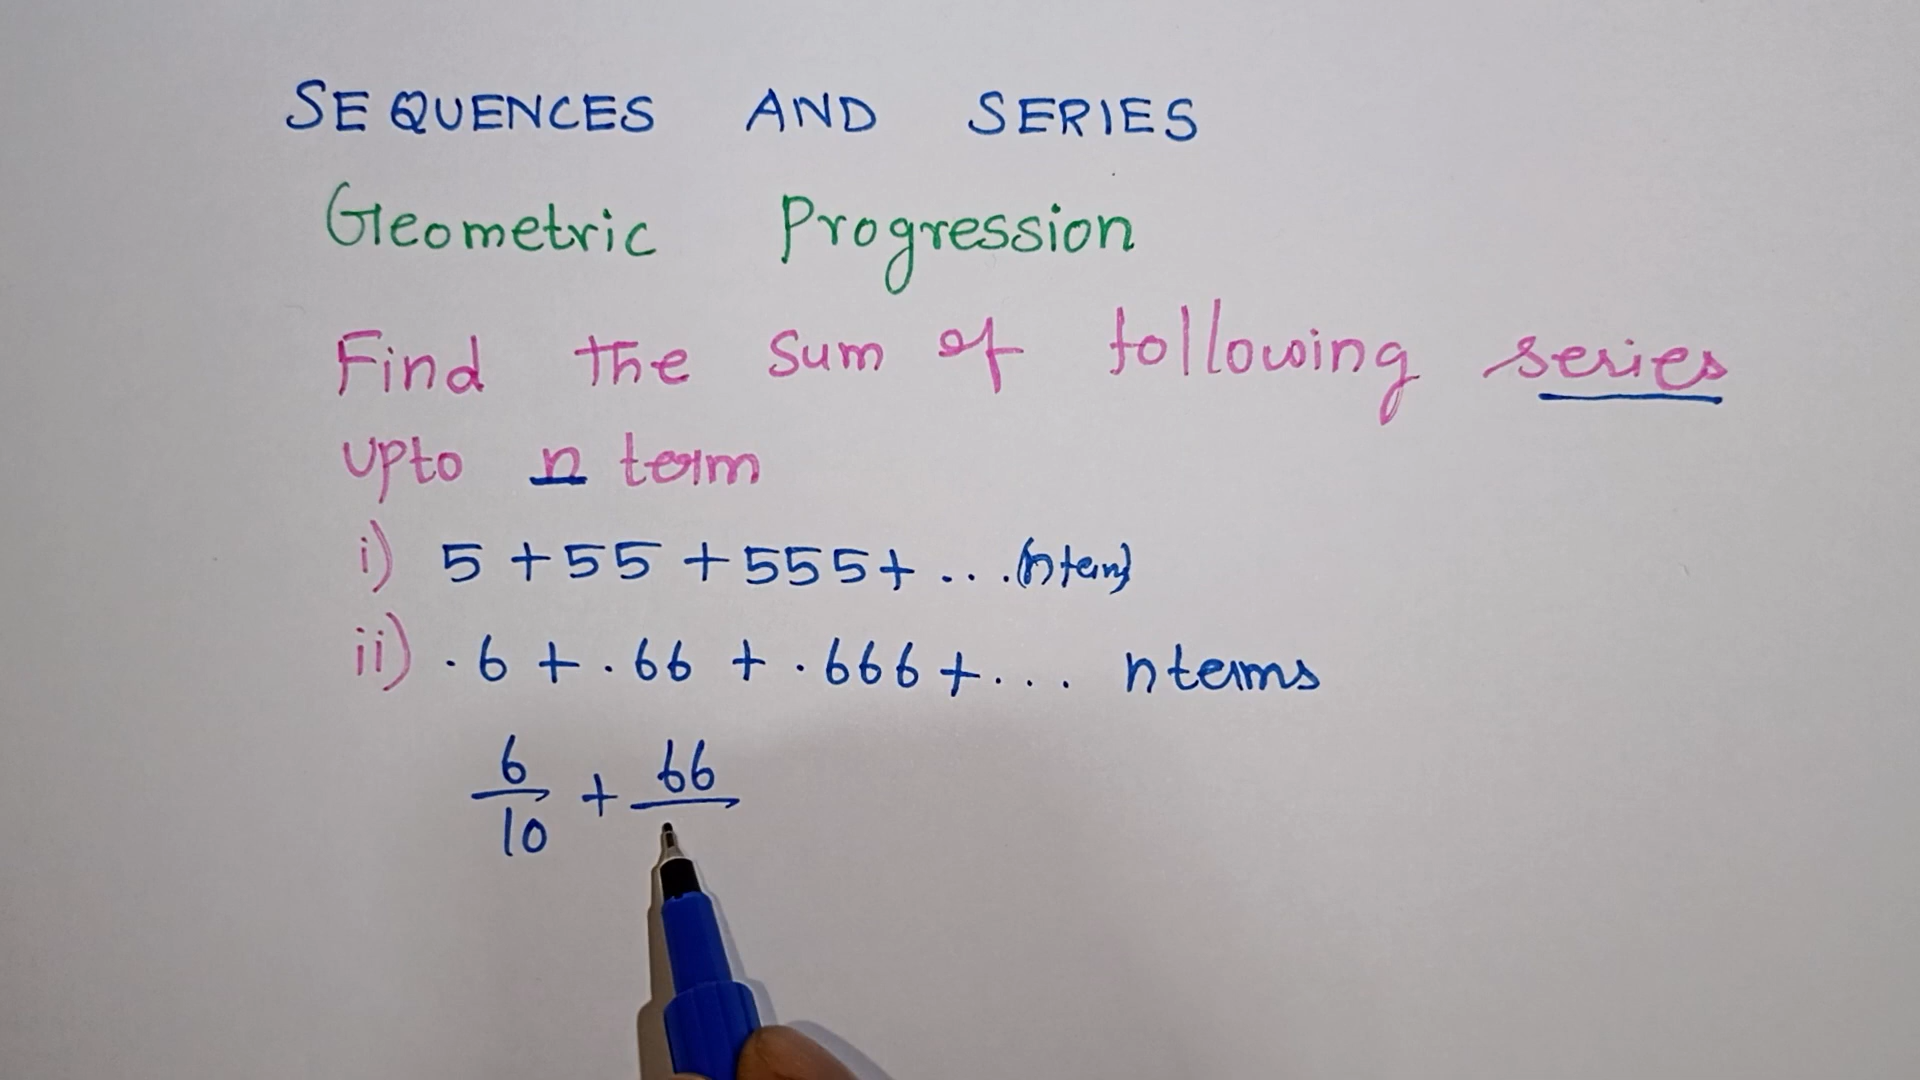 SEQUENCES AND SERIES
Geometric Progression
Find the sum of following series
upto n term
i) 5 + 55 + 555 + ... (n term)
ii) .6 + .66 + .666 + ... n terms
6/10 + 66/